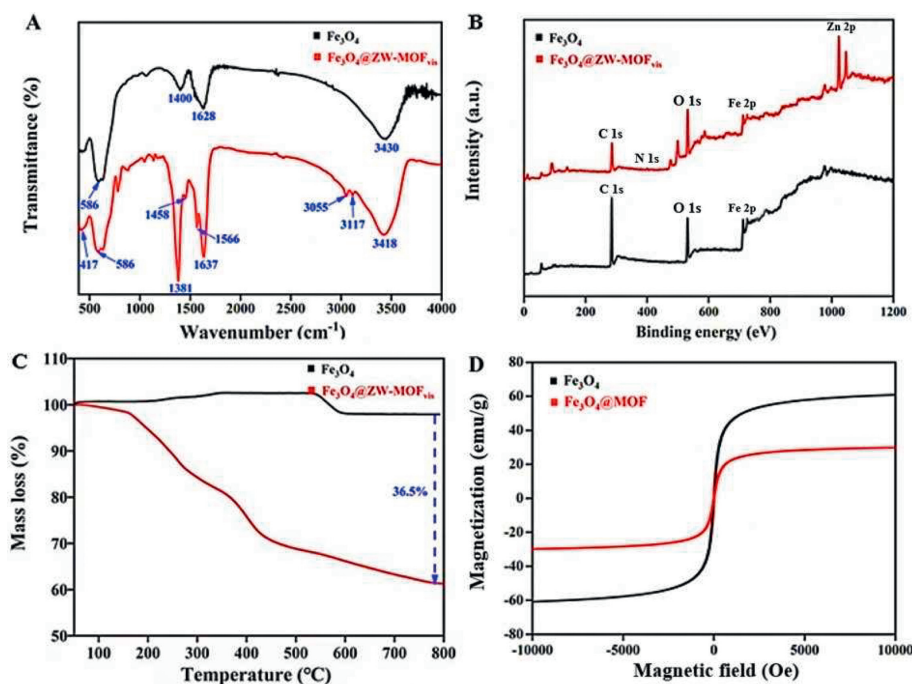 A
Fe₃O₄
Fe₃O₄@ZW-MOFvis
Transmittance (%)
1400
1628
3430
586
1458
3055
3117
1566
417
586
1637
3418
1381
500 1000 1500 2000 2500 3000 3500 4000
Wavenumber (cm⁻¹)
B
Fe₃O₄
Fe₃O₄@ZW-MOFvis
Intensity (a.u.)
Zn 2p
O 1s
Fe 2p
C 1s
N 1s
C 1s
O 1s
Fe 2p
0 200 400 600 800 1000 1200
Binding energy (eV)
C
Fe₃O₄
Fe₃O₄@ZW-MOFvis
Mass loss (%)
110
100
90
80
70
60
50
36.5%
100 200 300 400 500 600 700 800
Temperature (°C)
D
Fe₃O₄
Fe₃O₄@MOF
Magnetization (emu/g)
80
60
40
20
0
-20
-40
-60
-80
-10000 -5000 0 5000 10000
Magnetic field (Oe)